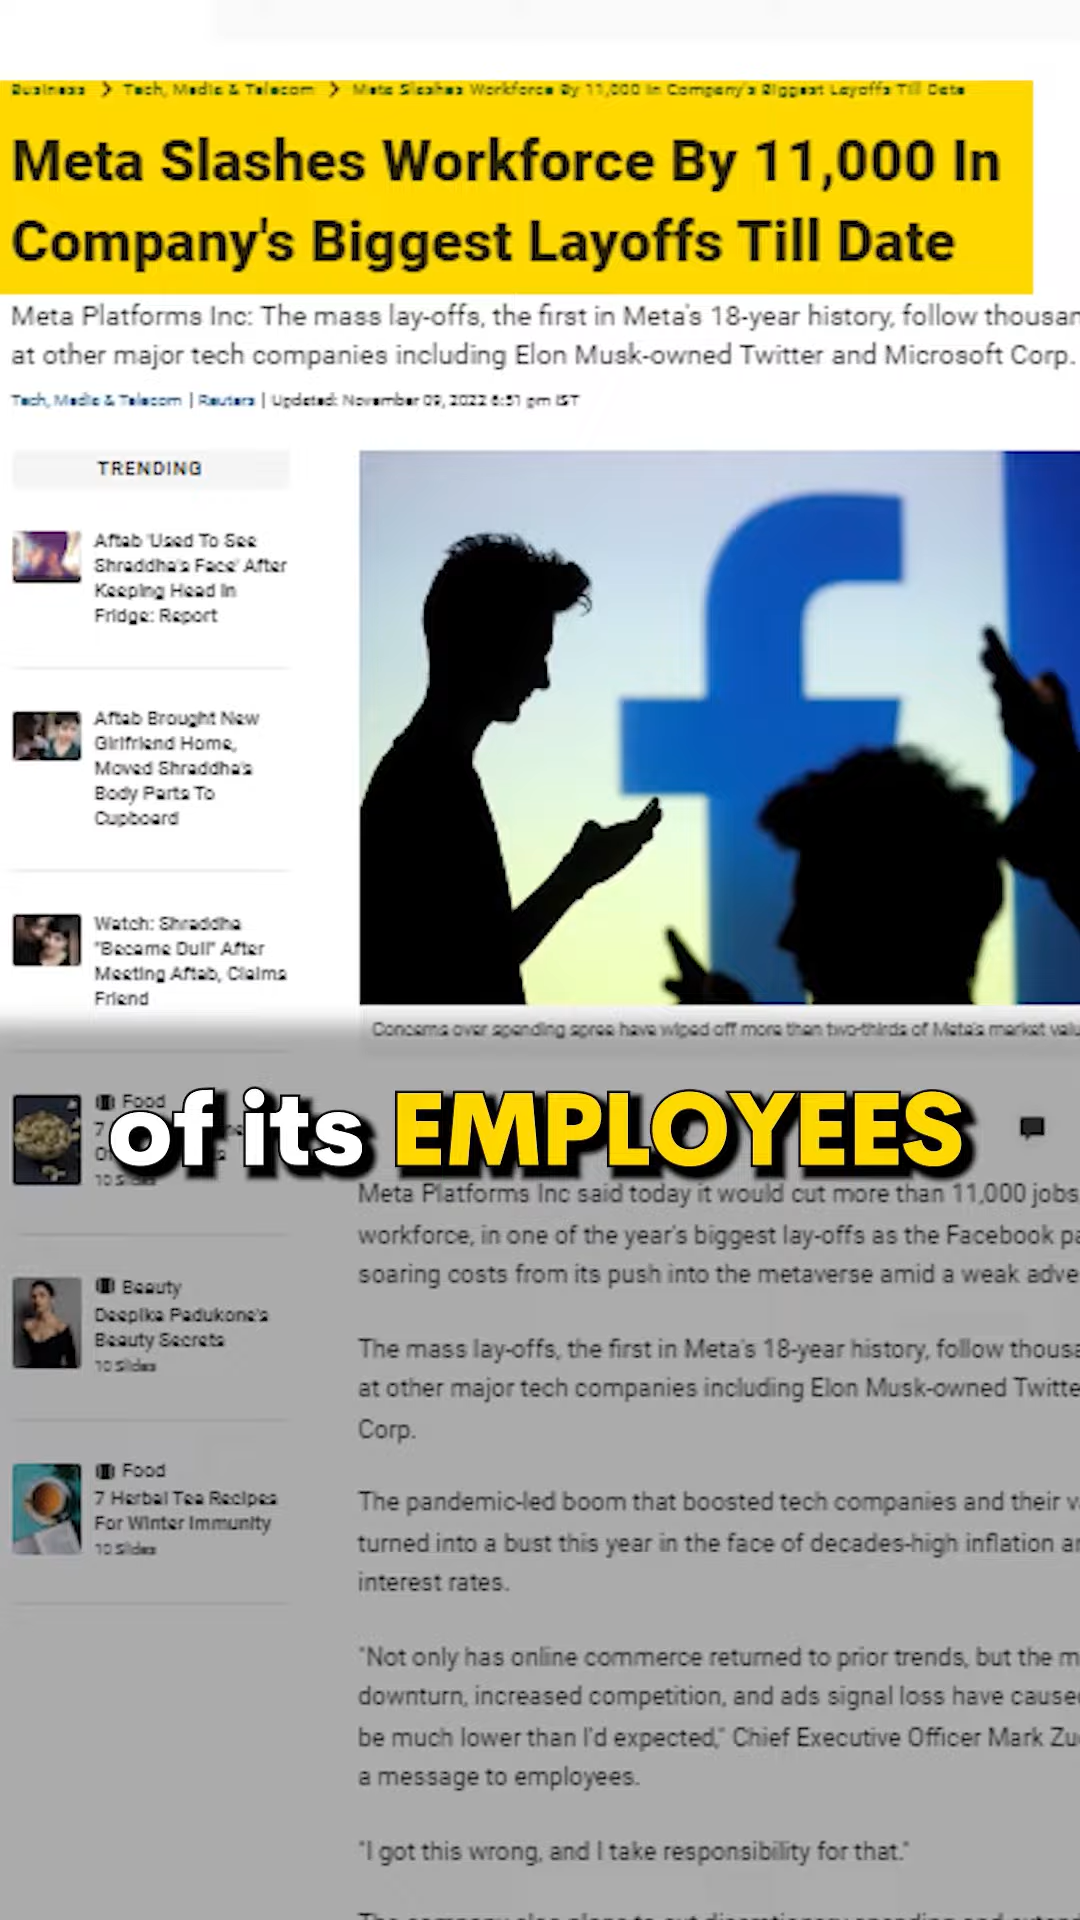 Business > Tech, Media & Telecom > Meta Slashes Workforce By 11,000 In Company's Biggest Layoffs Till Date
Meta Slashes Workforce By 11,000 In
Company's Biggest Layoffs Till Date
Meta Platforms Inc: The mass lay-offs, the first in Meta's 18-year history, follow
at other major tech companies including Elon Musk-owned Twitter and Microsoft Corp.
Tech, Media & Telecom | Reuters | Updated: November 09, 2022 6:51 pm IST
TRENDING
Aftab 'Used To See
Shraddha's Face' After
Keeping Head In
Fridge: Report
Aftab Brought New
Girlfriend Home,
Moved Shraddha's
Body Parts To
Cupboard
Watch: Shraddha
"Became Dull" After
Meeting Aftab, Claims
Friend
Food
7
10
Beauty
Deepika Padukone's
Beauty Secrets
10 Slides
Food
7 Herbal Tea Recipes
For Winter Immunity
10 Slides
f
Concerns over spending spree have wiped off more than two-thirds of Meta's market
of its EMPLOYEES
Meta Platforms Inc said today it would cut more than 11,000 jobs
workforce, in one of the year's biggest lay-offs as the Facebook
soaring costs from its push into the metaverse amid a weak
The mass lay-offs, the first in Meta's 18-year history, follow
at other major tech companies including Elon Musk-owned
Corp.
The pandemic-led boom that boosted tech companies and their
turned into a bust this year in the face of decades-high inflation
interest rates.
"Not only has online commerce returned to prior trends, but the
downturn, increased competition, and ads signal loss have
be much lower than I'd expected," Chief Executive Officer Mark
a message to employees.
"I got this wrong, and I take responsibility for that."